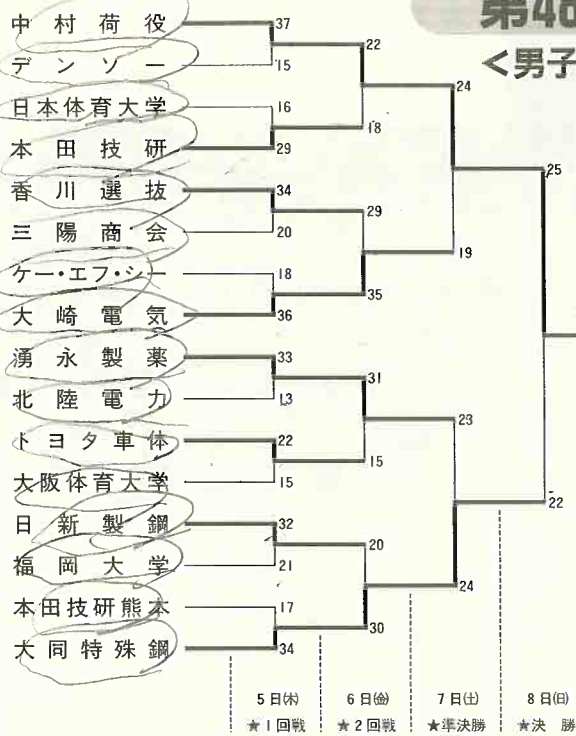 第48
<男子
中村荷役 37
デンソー 15
日本体育大学 16
本田技研 29
香川選抜 34
三陽商会 20
ケー・エフ・シー 18
大崎電気 36
湧永製薬 33
北陸電力 13
トヨタ車体 22
大阪体育大学 15
日新製鋼 32
福岡大学 21
本田技研熊本 17
大同特殊鋼 34
22
18
29
35
31
15
20
30
24
19
23
24
25
22
5日(木) 6日(金) 7日(土) 8日(日)
★1回戦 ★2回戦 ★準決勝 ★決勝